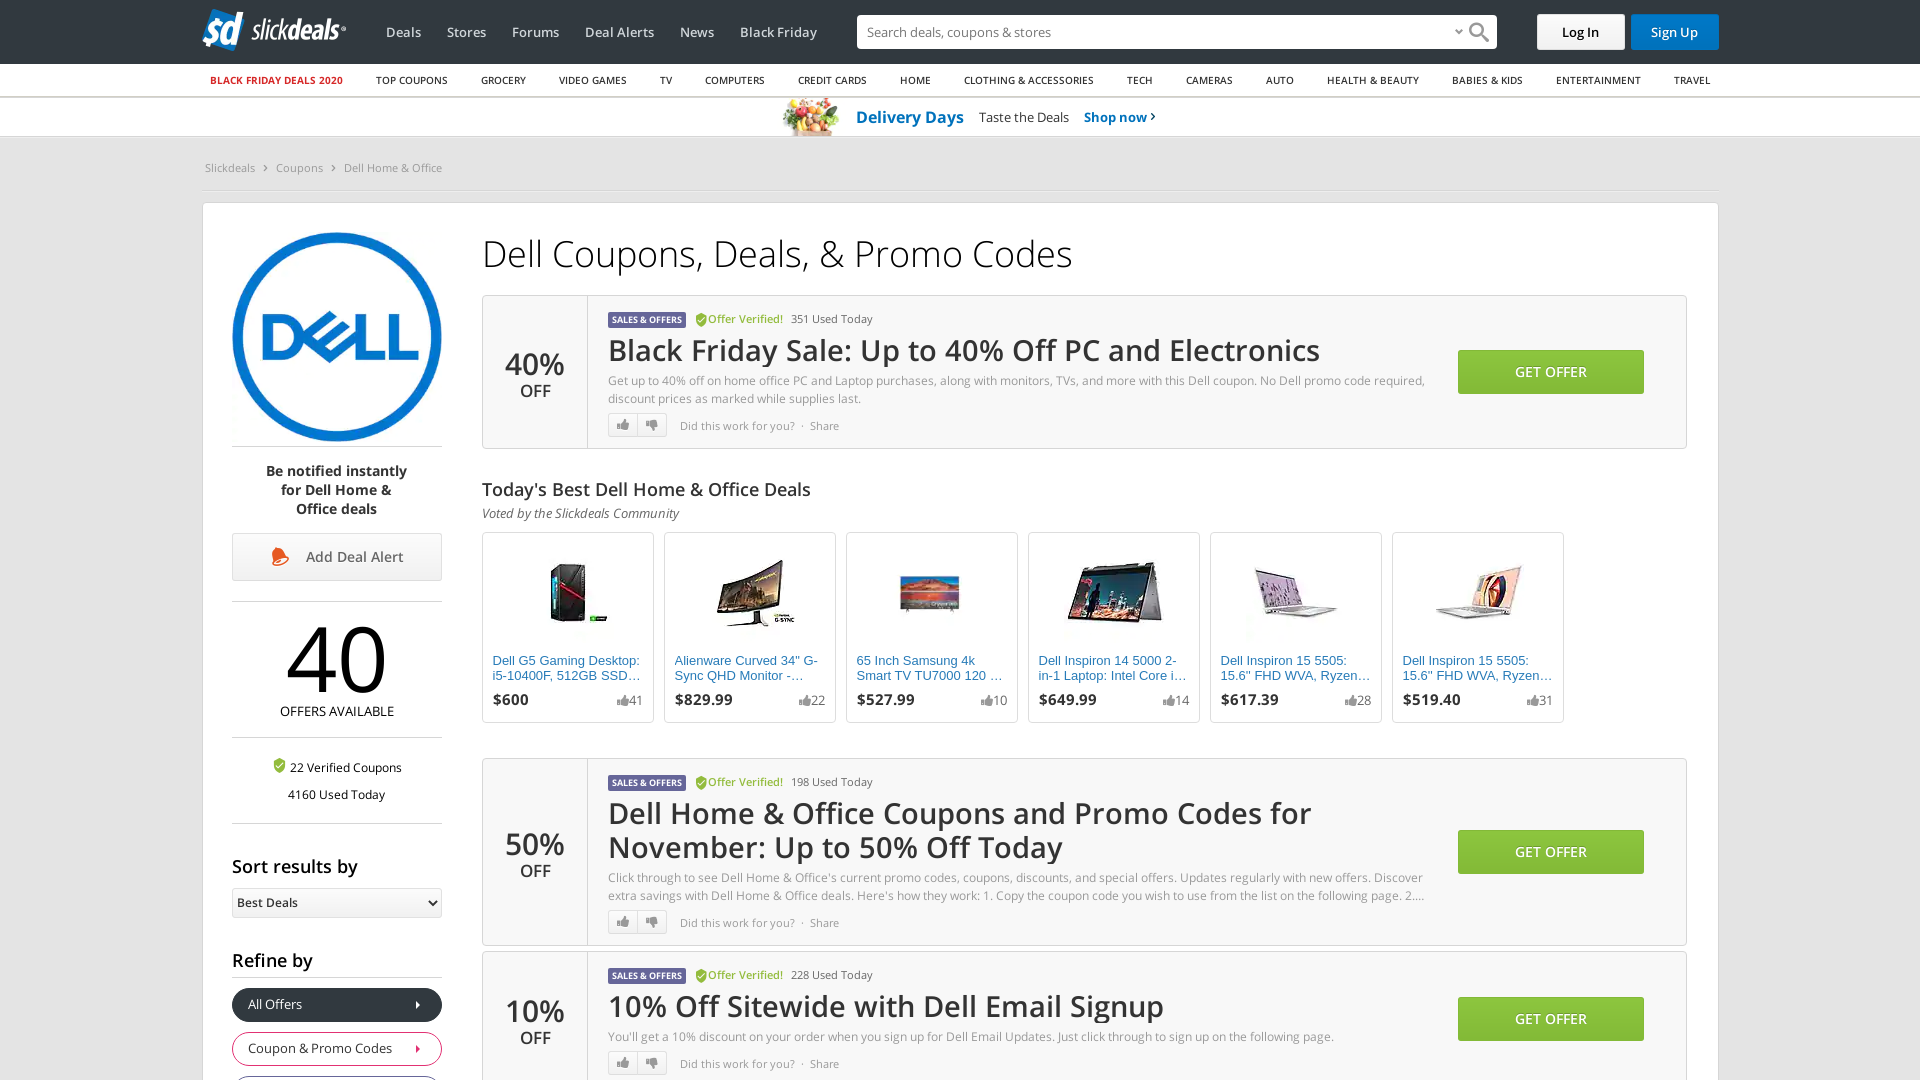 slickdeals
Deals
Stores
Forums
Deal Alerts
News
Black Friday
Search deals, coupons & stores
Log In
Sign Up
BLACK FRIDAY DEALS 2020
TOP COUPONS
GROCERY
VIDEO GAMES
TV
COMPUTERS
CREDIT CARDS
HOME
CLOTHING & ACCESSORIES
TECH
CAMERAS
AUTO
HEALTH & BEAUTY
BABIES & KIDS
ENTERTAINMENT
TRAVEL
Delivery Days Taste the Deals Shop now
Slickdeals Coupons Dell Home & Office
DELL
Be notified instantly
for Dell Home &
Office deals
Add Deal Alert
40
OFFERS AVAILABLE
22 Verified Coupons
4160 Used Today
Sort results by
Best Deals
Refine by
All Offers
Coupon & Promo Codes
Dell Coupons, Deals, & Promo Codes
40%
OFF
SALES & OFFERS Offer Verified! 351 Used Today
Black Friday Sale: Up to 40% Off PC and Electronics
Get up to 40% off on home office PC and Laptop purchases, along with monitors, TVs, and more with this Dell coupon. No Dell promo code required,
discount prices as marked while supplies last.
Did this work for you? · Share
GET OFFER
Today's Best Dell Home & Office Deals
Voted by the Slickdeals Community
Dell G5 Gaming Desktop:
i5-10400F, 512GB SSD…
$600 41
G-SYNC
Alienware Curved 34" G-
Sync QHD Monitor -…
$829.99 22
65 Inch Samsung 4k
Smart TV TU7000 120 …
$527.99 10
Dell Inspiron 14 5000 2-
in-1 Laptop: Intel Core i…
$649.99 14
Dell Inspiron 15 5505:
15.6" FHD WVA, Ryzen…
$617.39 28
Dell Inspiron 15 5505:
15.6" FHD WVA, Ryzen…
$519.40 31
50%
OFF
SALES & OFFERS Offer Verified! 198 Used Today
Dell Home & Office Coupons and Promo Codes for
November: Up to 50% Off Today
Click through to see Dell Home & Office's current promo codes, coupons, discounts, and special offers. Updates regularly with new offers. Discover
extra savings with Dell Home & Office deals. Here's how they work: 1. Copy the coupon code you wish to use from the list on the following page. 2.…
Did this work for you? · Share
GET OFFER
10%
OFF
SALES & OFFERS Offer Verified! 228 Used Today
10% Off Sitewide with Dell Email Signup
You'll get a 10% discount on your order when you sign up for Dell Email Updates. Just click through to sign up on the following page.
Did this work for you? · Share
GET OFFER